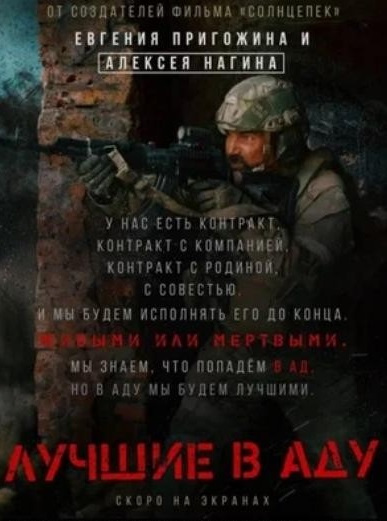 ОТ СОЗДАТЕЛЕЙ ФИЛЬМА «СОЛНЦЕПЕК»
ЕВГЕНИЯ ПРИГОЖИНА И
АЛЕКСЕЯ НАГИНА
У НАС ЕСТЬ КОНТРАКТ,
КОНТРАКТ С КОМПАНИЕЙ,
КОНТРАКТ С РОДИНОЙ,
С СОВЕСТЬЮ.
И МЫ БУДЕМ ИСПОЛНЯТЬ ЕГО ДО КОНЦА.
ЖИВЫМИ ИЛИ МЕРТВЫМИ.
МЫ ЗНАЕМ, ЧТО ПОПАДЁМ В АД,
НО В АДУ МЫ БУДЕМ ЛУЧШИМИ.
ЛУЧШИЕ В АДУ
СКОРО НА ЭКРАНАХ